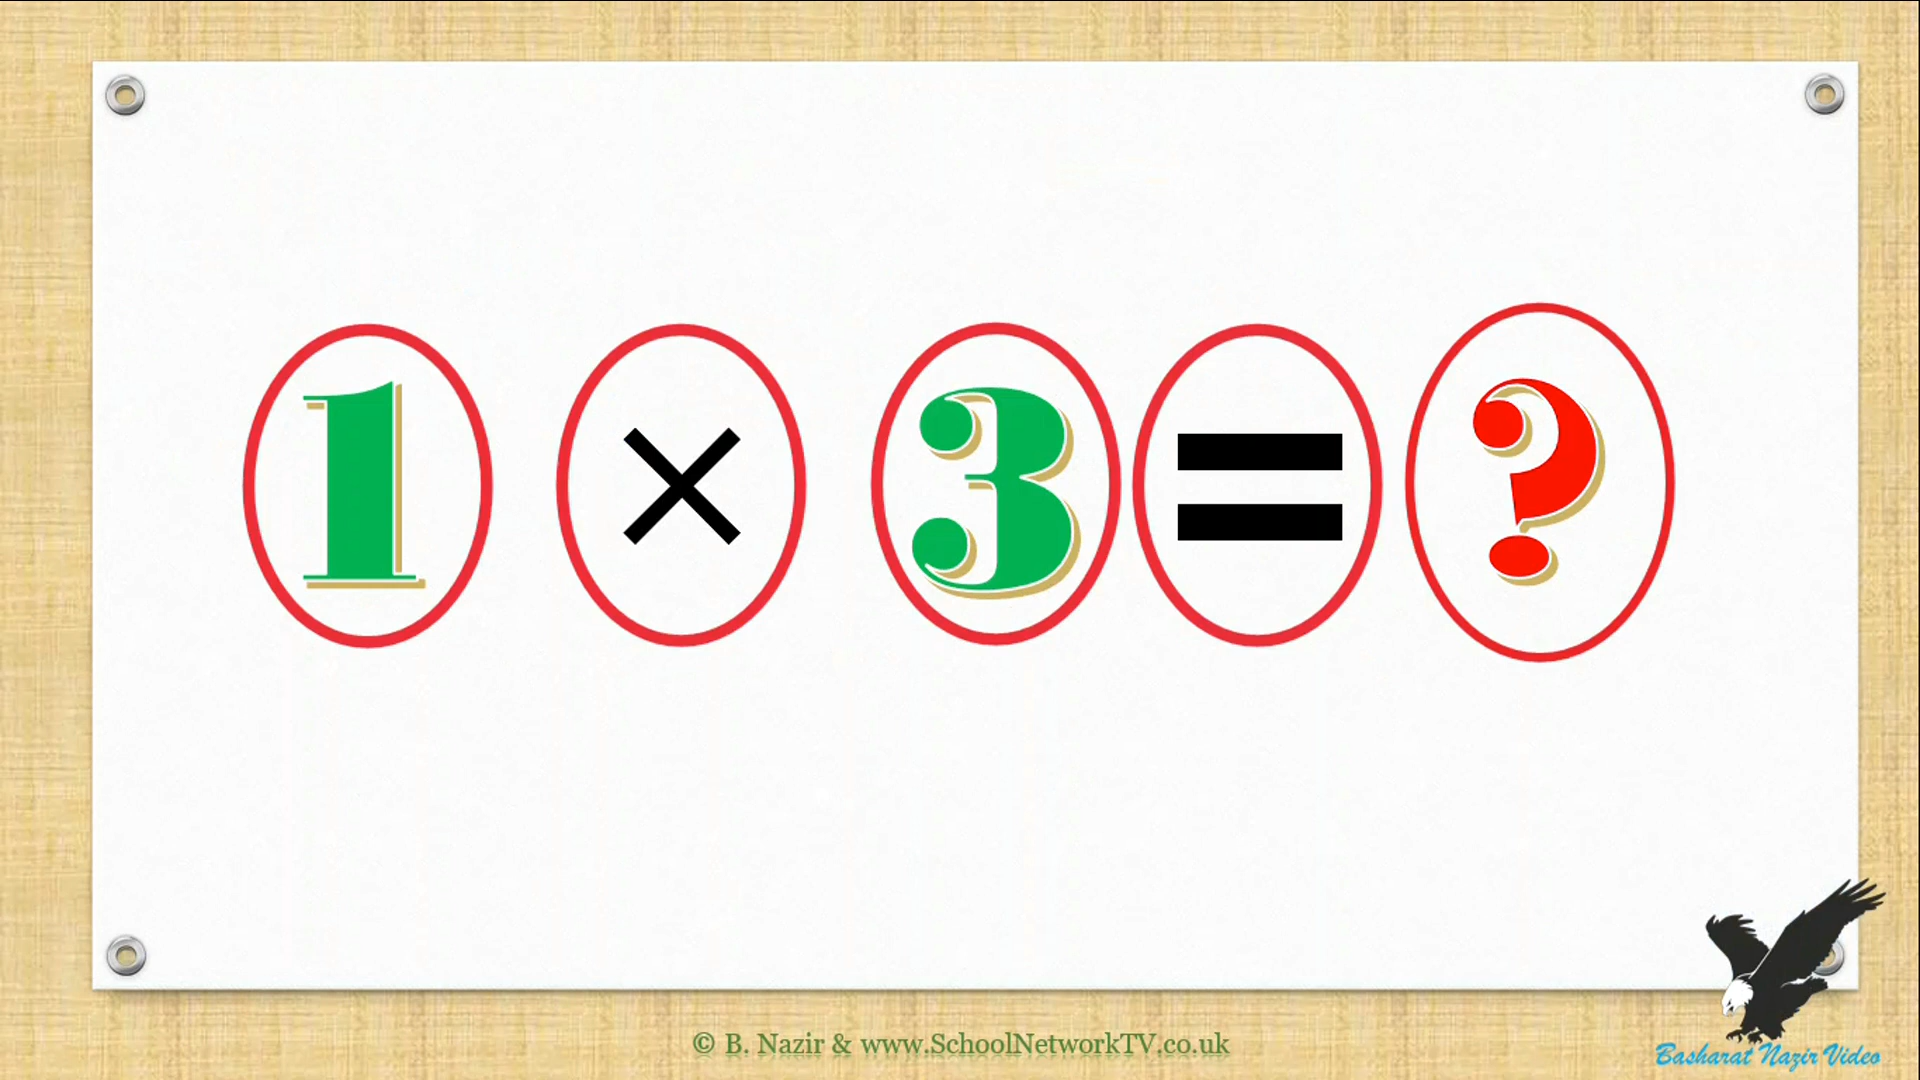 1 × 3 = ?
© B. Nazir & www.SchoolNetworkTV.co.uk
Basharat Nazir Video